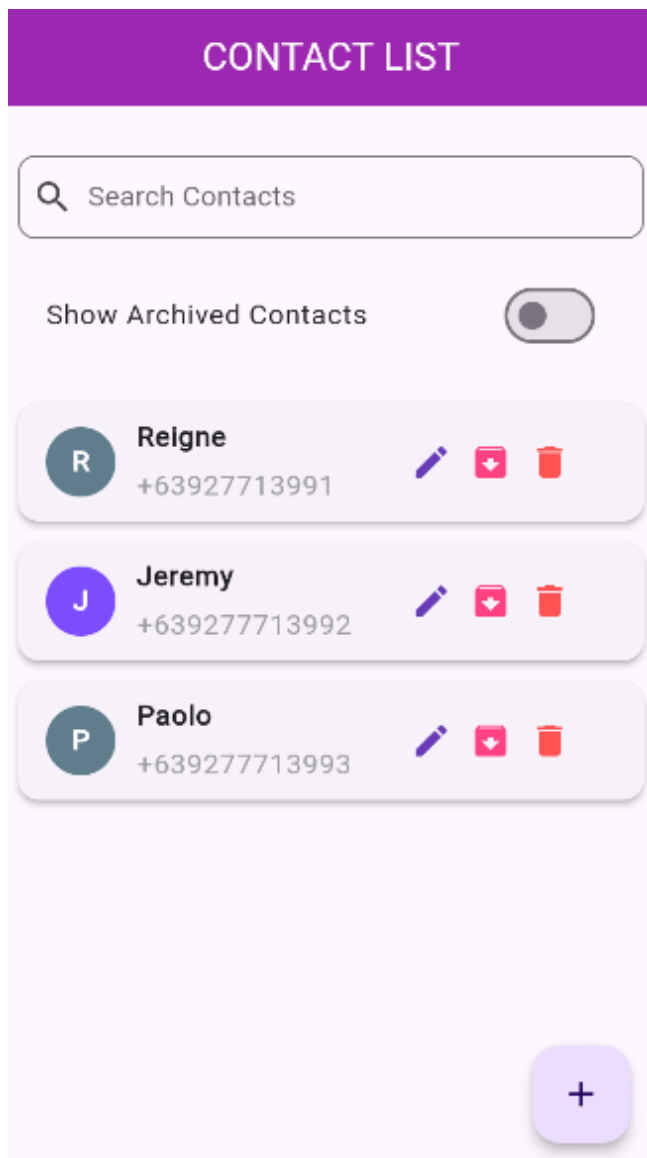 CONTACT LIST
Search Contacts
Show Archived Contacts
R
Reigne
+63927713991
J
Jeremy
+639277713992
P
Paolo
+639277713993
+